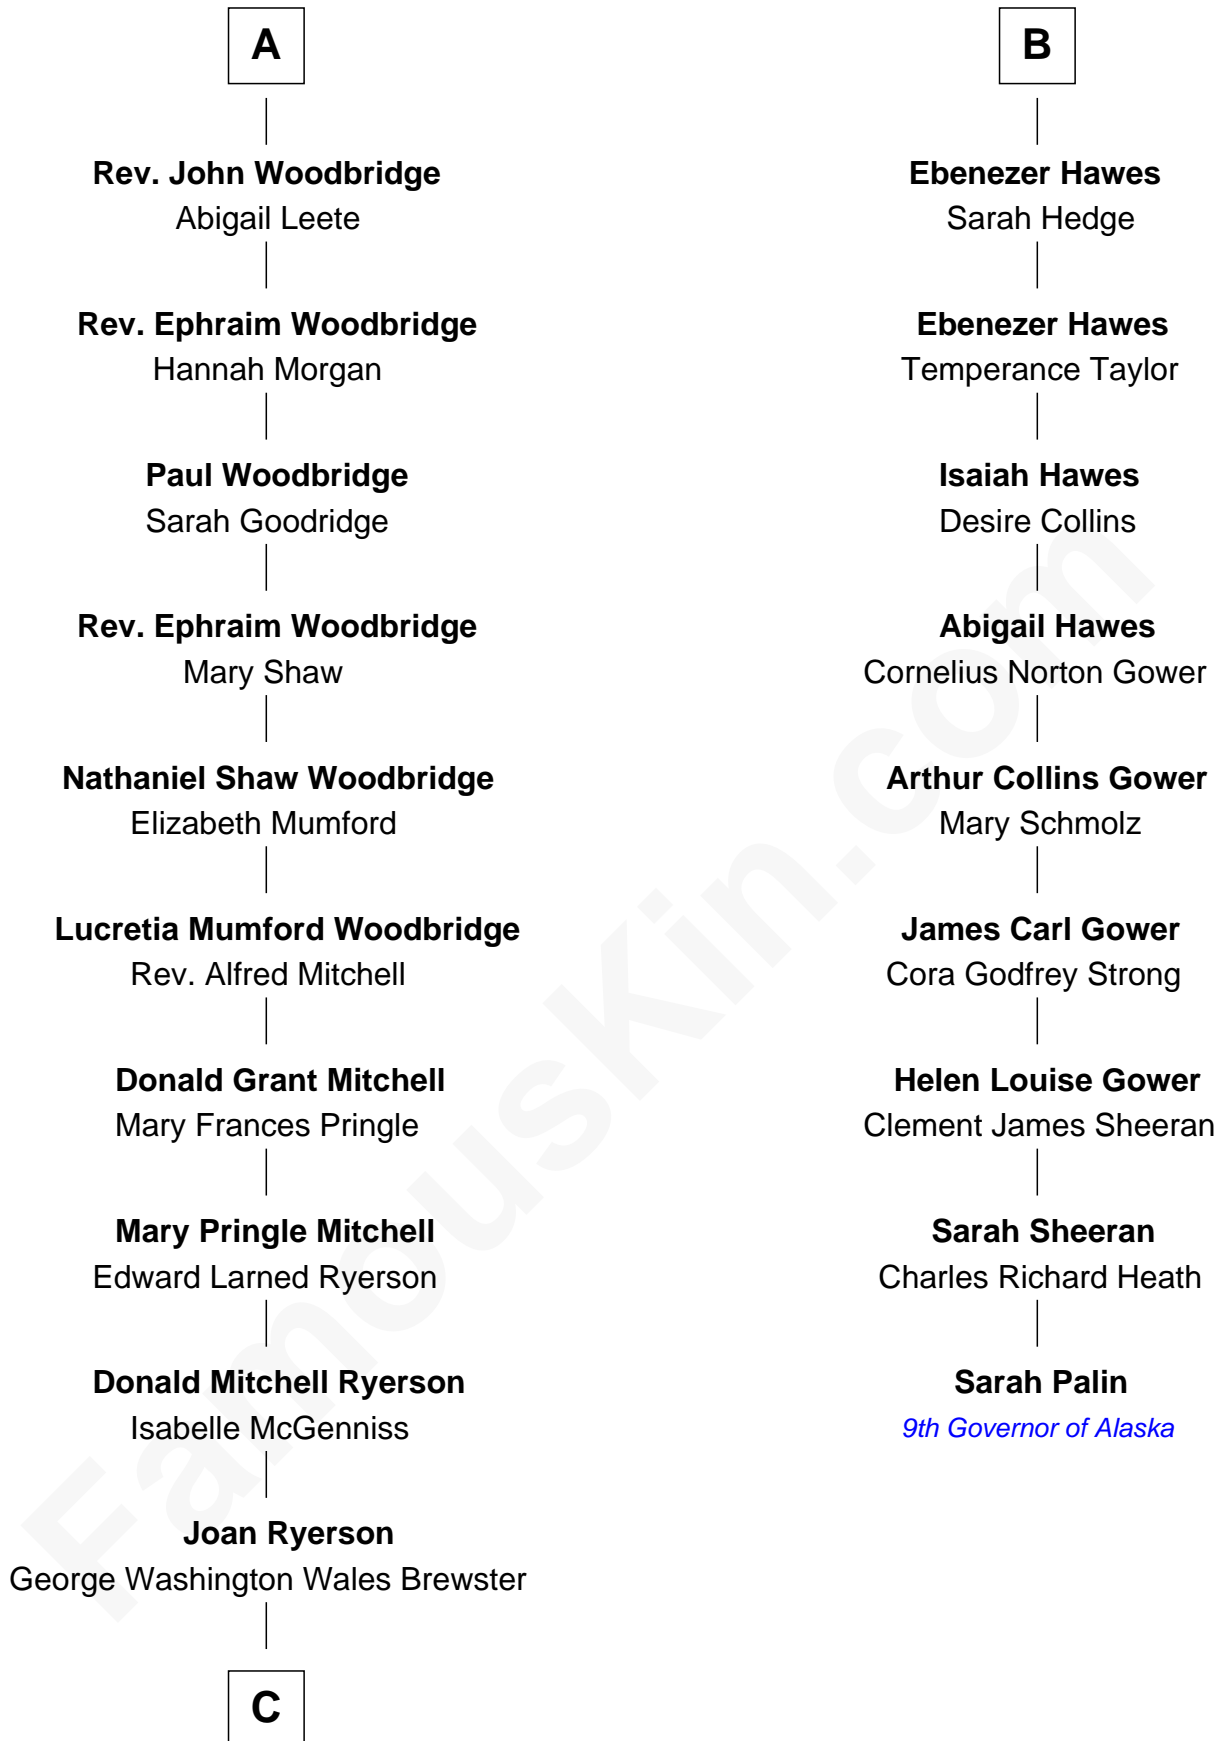 A
Rev. John Woodbridge
Abigail Leete
Rev. Ephraim Woodbridge
Hannah Morgan
Paul Woodbridge
Sarah Goodridge
Rev. Ephraim Woodbridge
Mary Shaw
Nathaniel Shaw Woodbridge
Elizabeth Mumford
Lucretia Mumford Woodbridge
Rev. Alfred Mitchell
Donald Grant Mitchell
Mary Frances Pringle
Mary Pringle Mitchell
Edward Larned Ryerson
Donald Mitchell Ryerson
Isabelle McGenniss
Joan Ryerson
George Washington Wales Brewster
C
B
Ebenezer Hawes
Sarah Hedge
Ebenezer Hawes
Temperance Taylor
Isaiah Hawes
Desire Collins
Abigail Hawes
Cornelius Norton Gower
Arthur Collins Gower
Mary Schmolz
James Carl Gower
Cora Godfrey Strong
Helen Louise Gower
Clement James Sheeran
Sarah Sheeran
Charles Richard Heath
Sarah Palin
9th Governor of Alaska
FamousKin.com